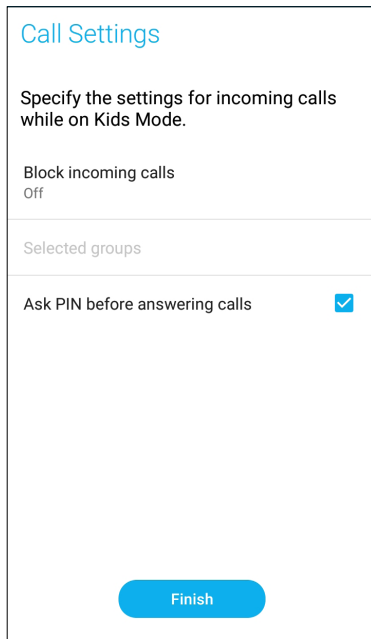 Call Settings
Specify the settings for incoming calls
while on Kids Mode.
Block incoming calls
Off
Selected groups
Ask PIN before answering calls
Finish